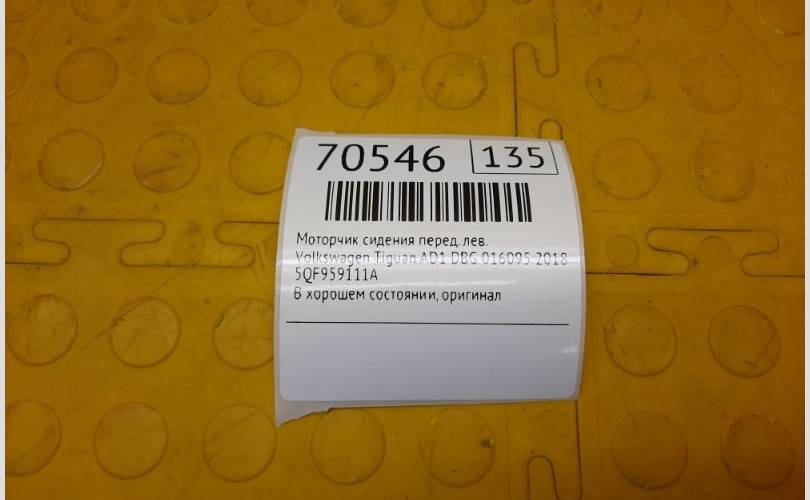 70546 135
Моторчик сидения перед. лев.
Volkswagen Tiguan AD1 DBG 016095 2018
5QF959111A
В хорошем состоянии, оригинал